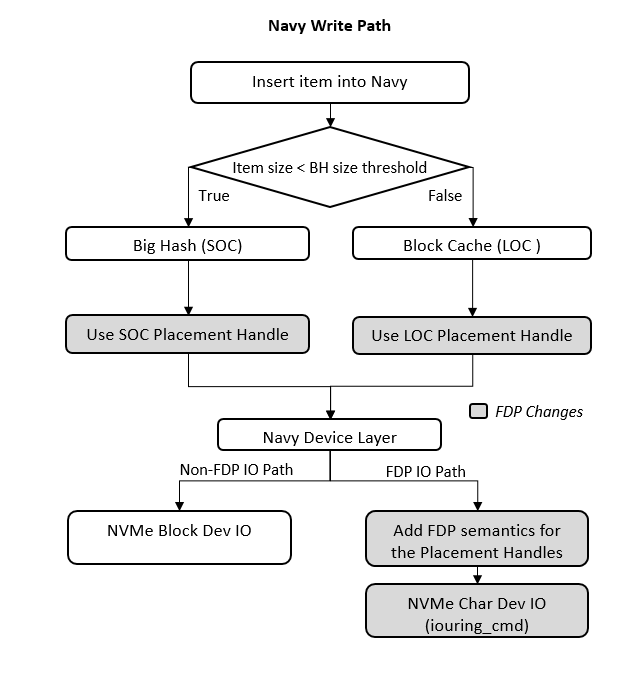 Navy Write Path
Insert item into Navy
Item size < BH size threshold
True
False
Big Hash (SOC)
Block Cache (LOC )
Use SOC Placement Handle
Use LOC Placement Handle
FDP Changes
Navy Device Layer
Non-FDP IO Path
FDP IO Path
NVMe Block Dev IO
Add FDP semantics for
the Placement Handles
NVMe Char Dev IO
(iouring_cmd)